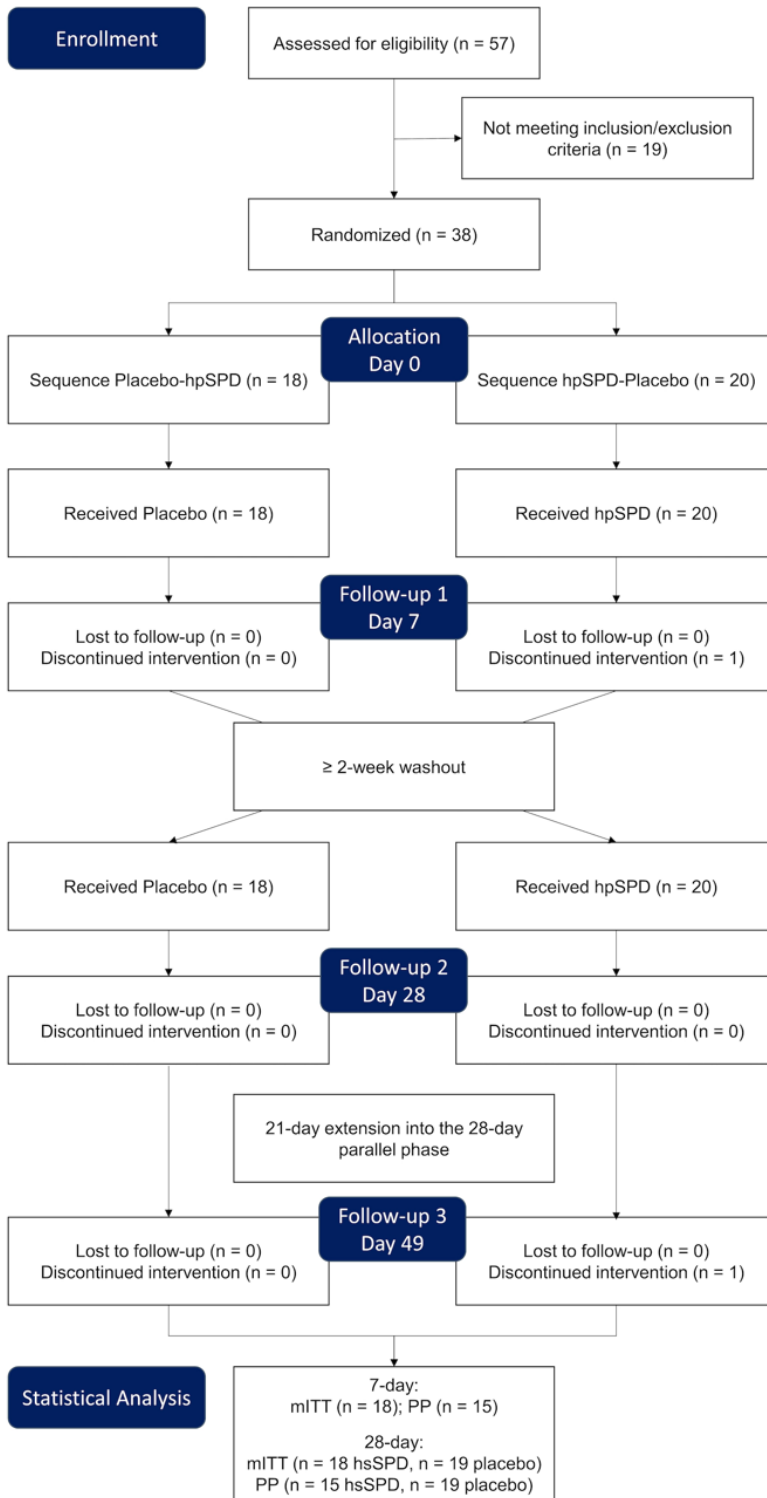 Enrollment
Assessed for eligibility (n = 57)
Not meeting inclusion/exclusion
criteria (n = 19)
Randomized (n = 38)
Allocation
Day 0
Sequence Placebo-hpSPD (n = 18)
Sequence hpSPD-Placebo (n = 20)
Received Placebo (n = 18)
Received hpSPD (n = 20)
Follow-up 1
Day 7
Lost to follow-up (n = 0)
Discontinued intervention (n = 0)
Lost to follow-up (n = 0)
Discontinued intervention (n = 1)
≥ 2-week washout
Received Placebo (n = 18)
Received hpSPD (n = 20)
Follow-up 2
Day 28
Lost to follow-up (n = 0)
Discontinued intervention (n = 0)
Lost to follow-up (n = 0)
Discontinued intervention (n = 0)
21-day extension into the 28-day
parallel phase
Follow-up 3
Day 49
Lost to follow-up (n = 0)
Discontinued intervention (n = 0)
Lost to follow-up (n = 0)
Discontinued intervention (n = 1)
Statistical Analysis
7-day:
mITT (n = 18); PP (n = 15)
28-day:
mITT (n = 18 hsSPD, n = 19 placebo)
PP (n = 15 hsSPD, n = 19 placebo)